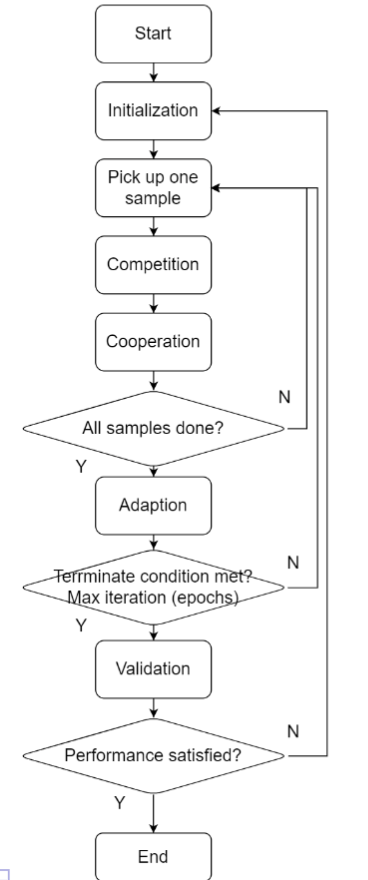 Start
Initialization
Pick up one
sample
Competition
Cooperation
N
All samples done?
Y
Adaption
N
Terrminate condition met?
Max iteration (epochs)
Y
Validation
N
Performance satisfied?
Y
End